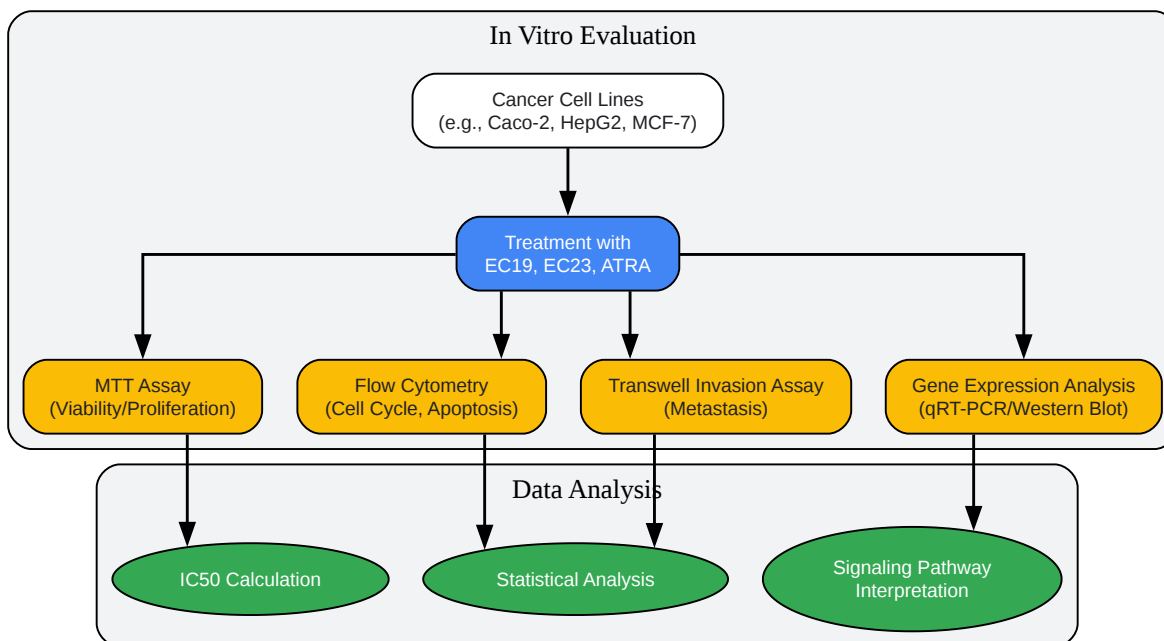 In Vitro Evaluation
Cancer Cell Lines
(e.g., Caco-2, HepG2, MCF-7)
Treatment with
EC19, EC23, ATRA
MTT Assay
(Viability/Proliferation)
Flow Cytometry
(Cell Cycle, Apoptosis)
Transwell Invasion Assay
(Metastasis)
Gene Expression Analysis
(qRT-PCR/Western Blot)
Data Analysis
IC50 Calculation
Statistical Analysis
Signaling Pathway
Interpretation